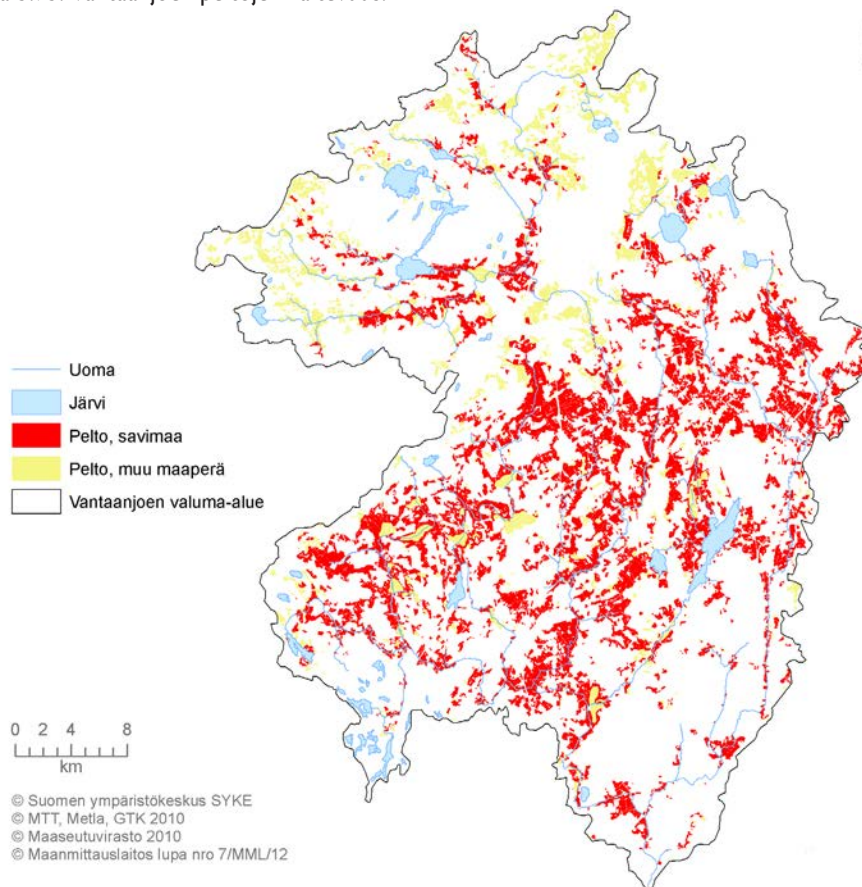 Uoma
Järvi
Pelto, savimaa
Pelto, muu maaperä
Vantaanjoen valuma-alue
0 2 4 8
km
© Suomen ympäristökeskus SYKE
© MTT, Metla, GTK 2010
© Maaseutuvirasto 2010
© Maanmittauslaitos lupa nro 7/MML/12